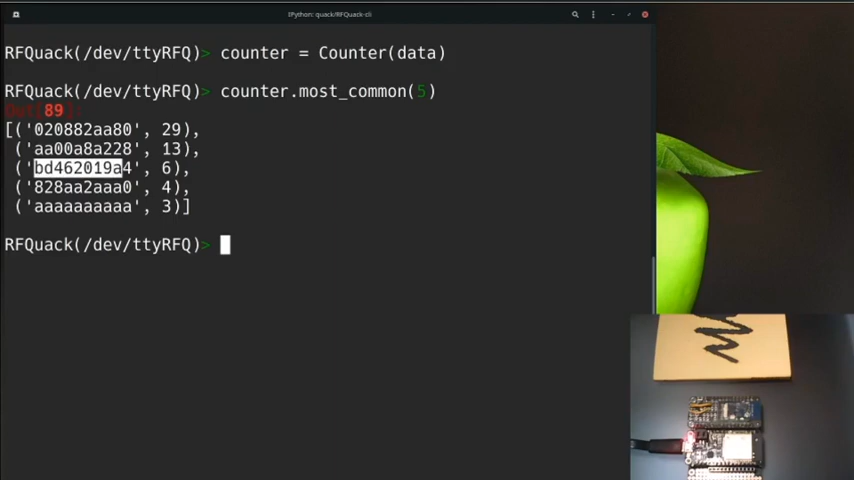 IPython: quack/RFQuack-cli
RFQuack(/dev/ttyRFQ)> counter = Counter(data)
RFQuack(/dev/ttyRFQ)> counter.most_common(5)
Out[89]:
[('020882aa80', 29),
('aa00a8a228', 13),
('bd462019a4', 6),
('828aa2aaa0', 4),
('aaaaaaaaaa', 3)]
RFQuack(/dev/ttyRFQ)>